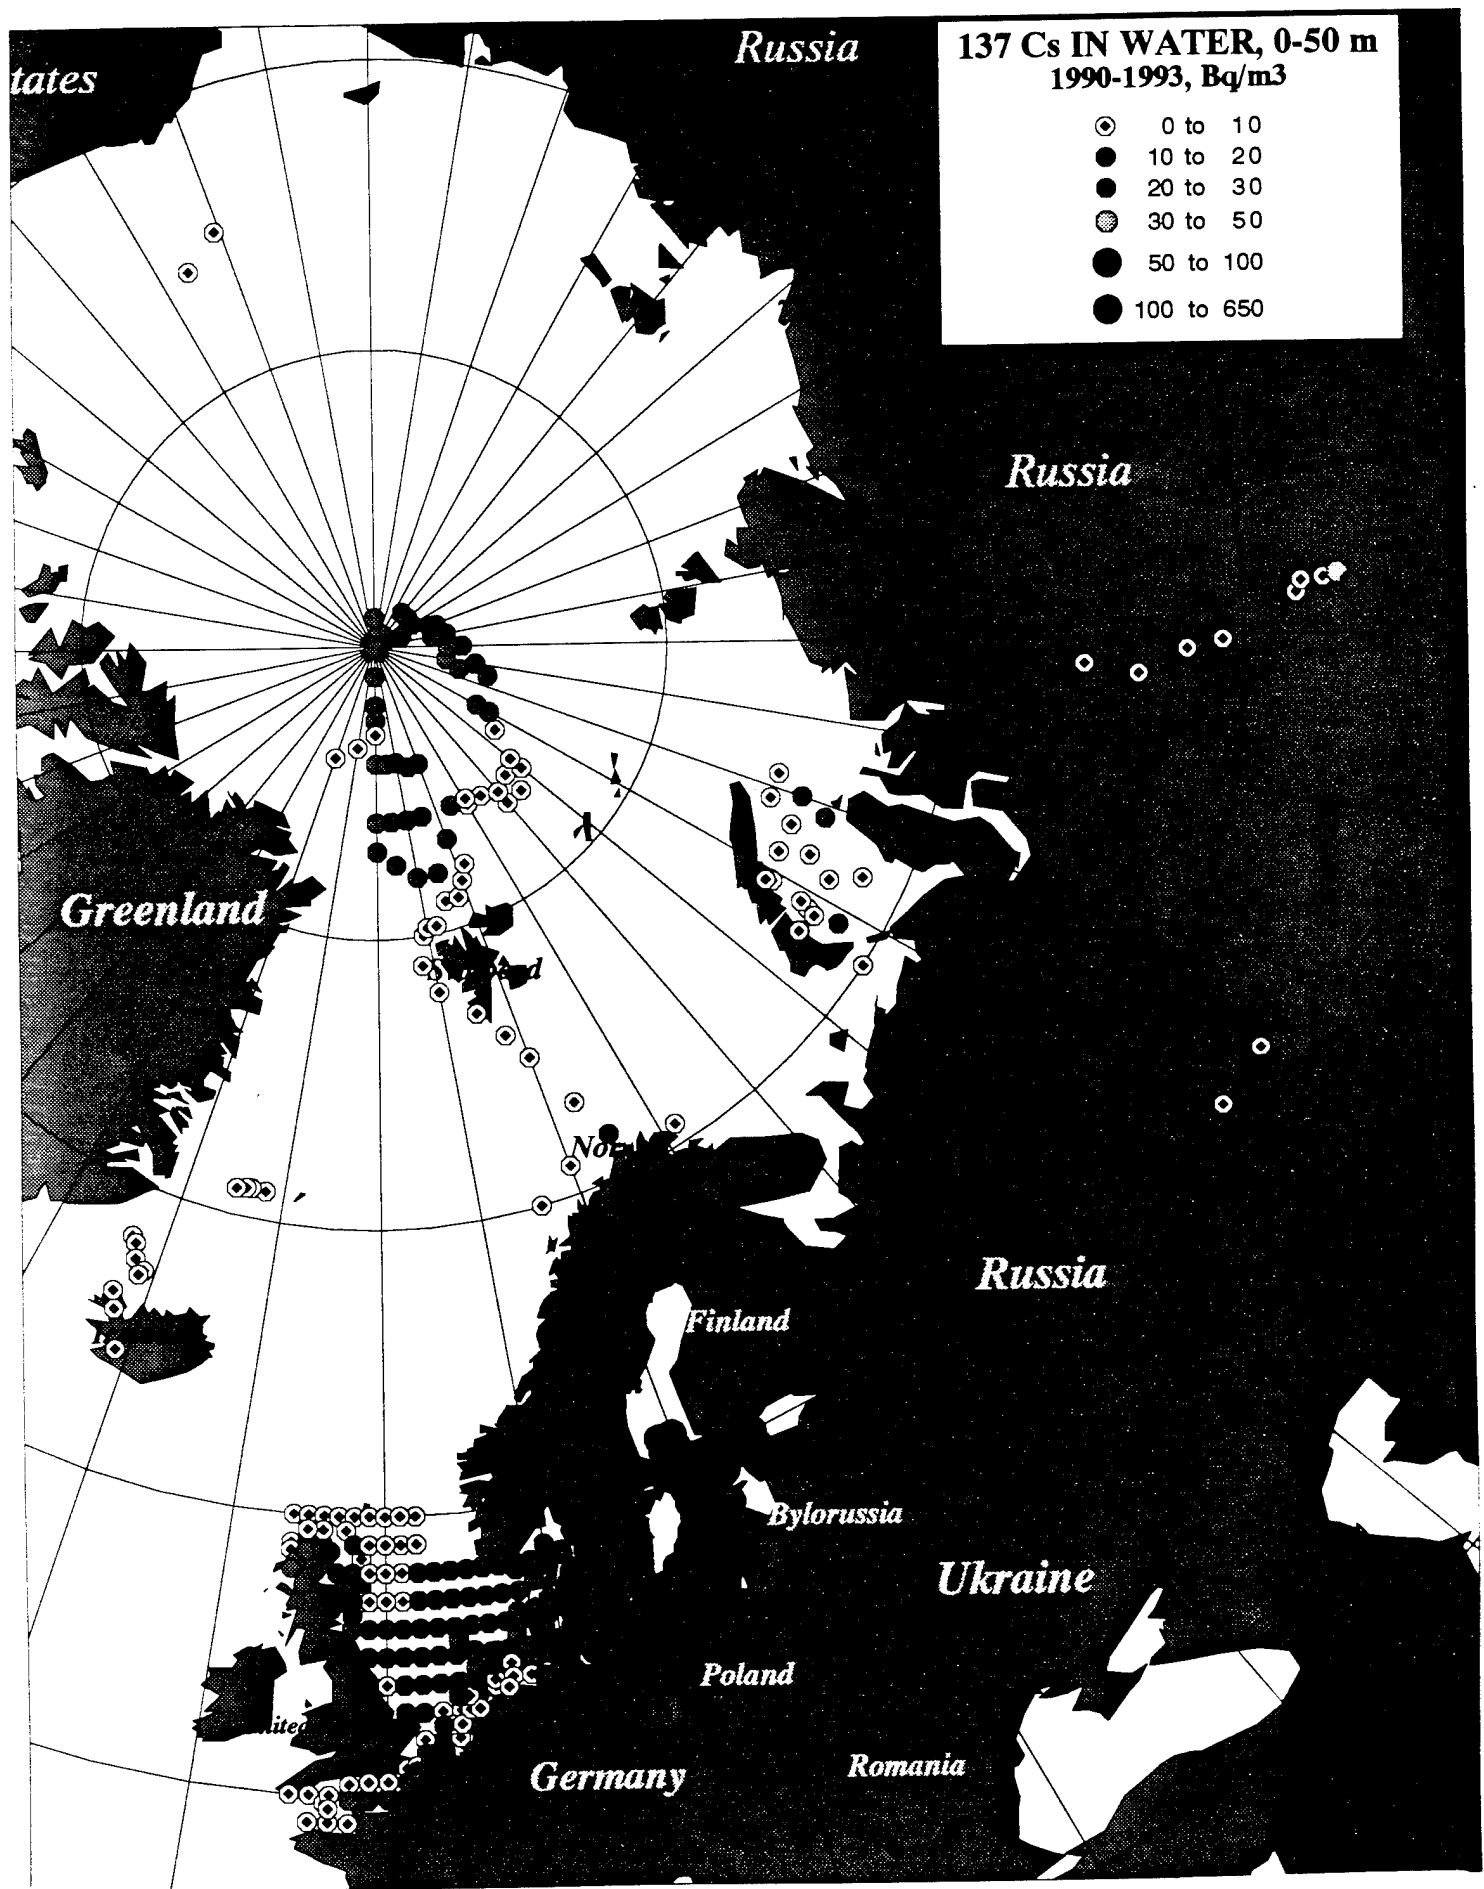 tates
Russia
137 Cs IN WATER, 0-50 m
1990-1993, Bq/m3
0 to 10
10 to 20
20 to 30
30 to 50
50 to 100
100 to 650
Russia
Greenland
Nor
Russia
Finland
Bylorussia
Ukraine
Poland
Germany
Romania